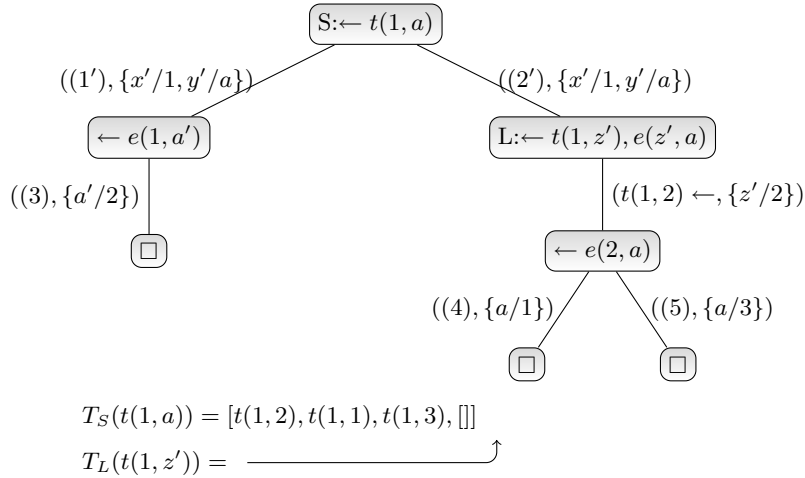 S:← t(1, a)
((1′), {x′/1, y′/a}) ((2′), {x′/1, y′/a})
← e(1, a′) L:← t(1, z′), e(z′, a)
((3), {a′/2}) (t(1, 2) ←, {z′/2})
□ ← e(2, a)
((4), {a/1}) ((5), {a/3})
□ □
T_S(t(1, a)) = [t(1, 2), t(1, 1), t(1, 3), []]
T_L(t(1, z′)) =